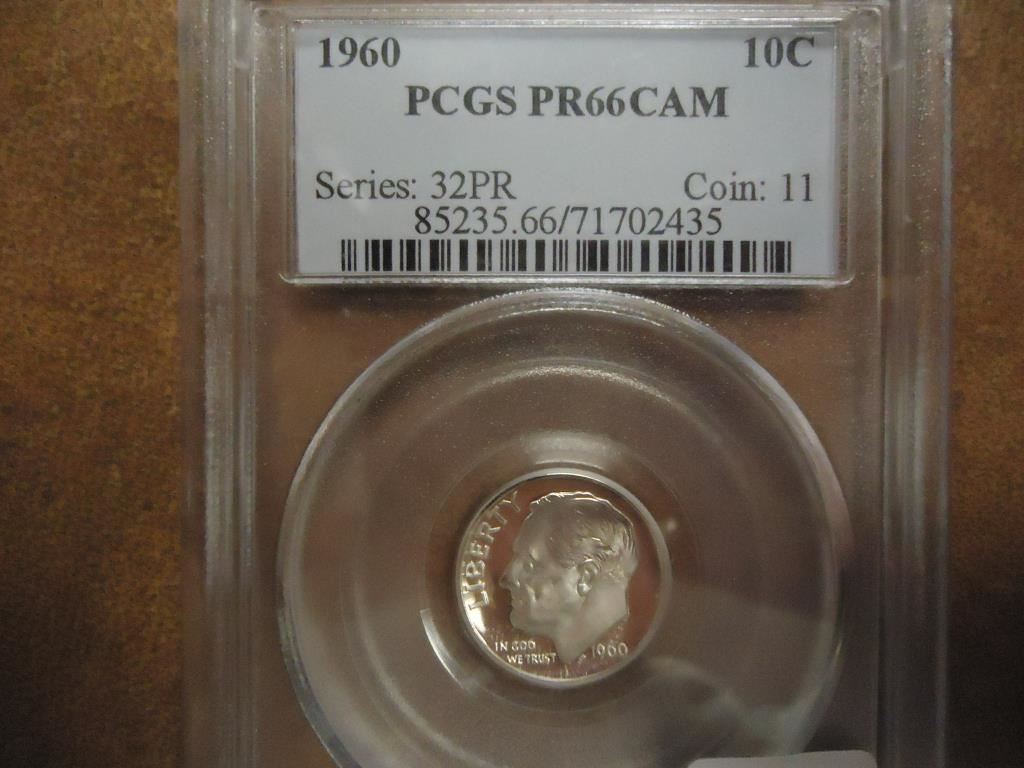 1960 10C
PCGS PR66CAM
Series: 32PR Coin: 11
85235.66/71702435
LIBERTY
IN GOD
WE TRUST
1960